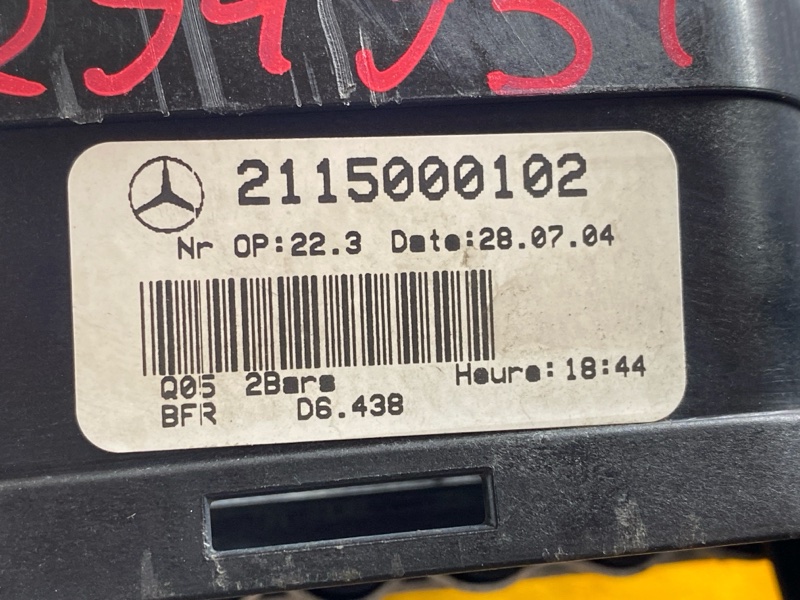 2115000102
Nr OP:22.3 Date:28.07.04
Q05 2Bars Heure:18:44
BFR D6.438